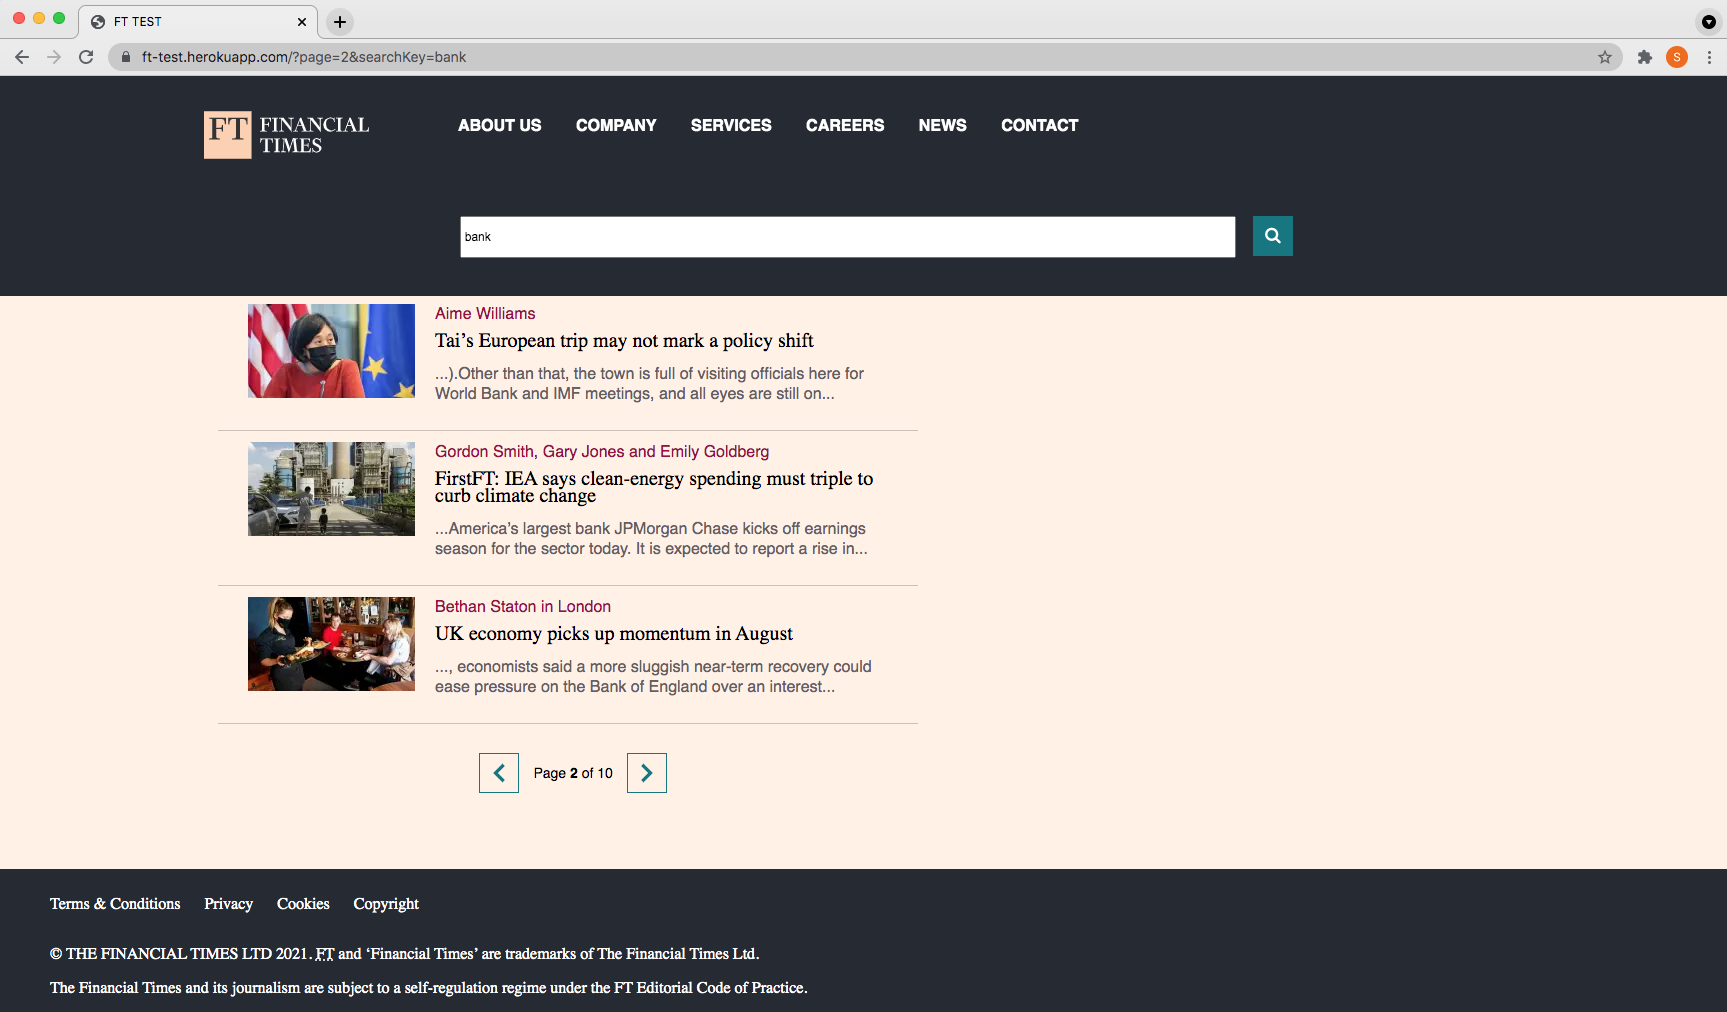 FT TEST
ft-test.herokuapp.com/?page=2&searchKey=bank
S
FT FINANCIAL
TIMES
ABOUT US COMPANY SERVICES CAREERS NEWS CONTACT
bank
Aime Williams
Tai’s European trip may not mark a policy shift
...).Other than that, the town is full of visiting officials here for
World Bank and IMF meetings, and all eyes are still on...
Gordon Smith, Gary Jones and Emily Goldberg
FirstFT: IEA says clean-energy spending must triple to
curb climate change
...America’s largest bank JPMorgan Chase kicks off earnings
season for the sector today. It is expected to report a rise in...
Bethan Staton in London
UK economy picks up momentum in August
..., economists said a more sluggish near-term recovery could
ease pressure on the Bank of England over an interest...
Page 2 of 10
Terms & Conditions Privacy Cookies Copyright
© THE FINANCIAL TIMES LTD 2021. FT and ‘Financial Times’ are trademarks of The Financial Times Ltd.
The Financial Times and its journalism are subject to a self-regulation regime under the FT Editorial Code of Practice.